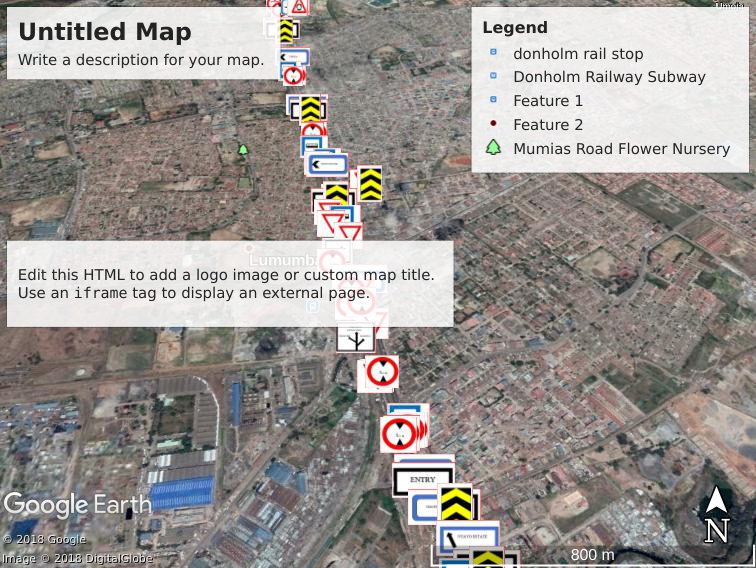 Untitled Map
Write a description for your map.
Legend
donholm rail stop
Donholm Railway Subway
Feature 1
Feature 2
Mumias Road Flower Nursery
Edit this HTML to add a logo image or custom map title.
Use an iframe tag to display an external page.
ENTRY
Google Earth
© 2018 Google
Image © 2018 DigitalGlobe
800 m
N